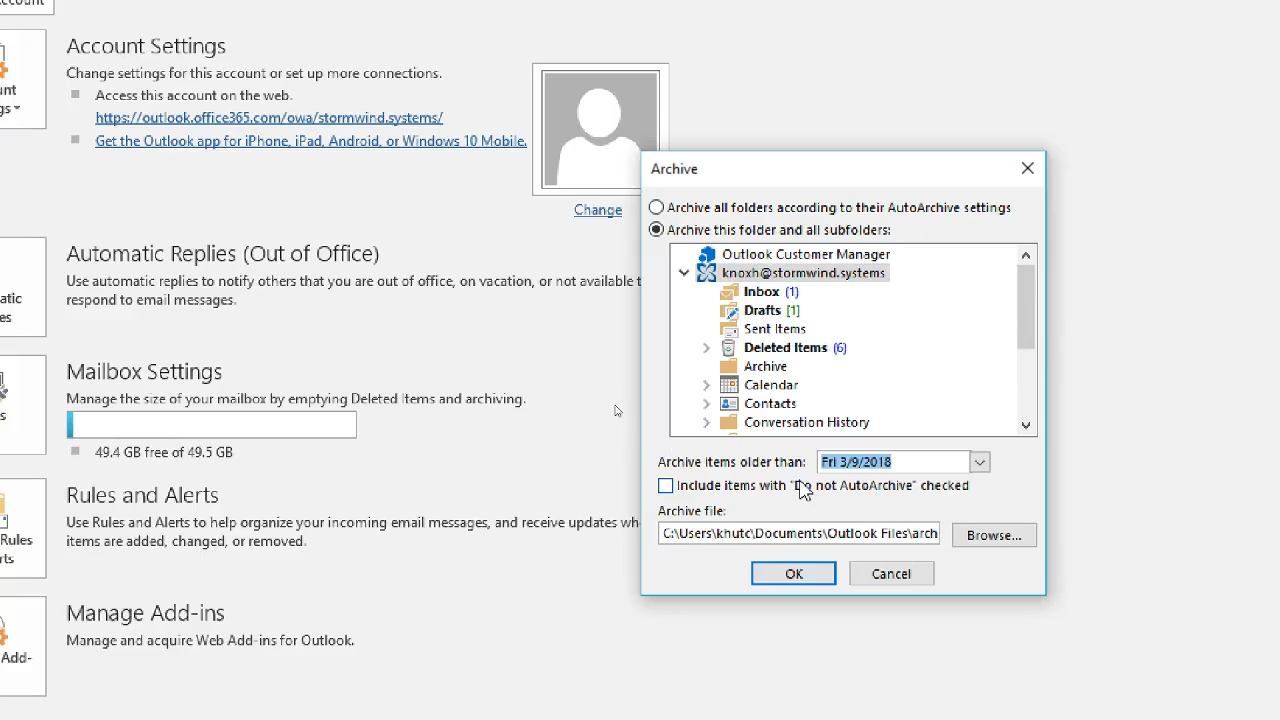 Account Settings
Change settings for this account or set up more connections.
Access this account on the web.
https://outlook.office365.com/owa/stormwind.systems/
Get the Outlook app for iPhone, iPad, Android, or Windows 10 Mobile.
Change
Automatic Replies (Out of Office)
Use automatic replies to notify others that you are out of office, on vacation, or not available t
respond to email messages.
Mailbox Settings
Manage the size of your mailbox by emptying Deleted Items and archiving.
49.4 GB free of 49.5 GB
Rules
Rules and Alerts
Use Rules and Alerts to help organize your incoming email messages, and receive updates wh
items are added, changed, or removed.
Add-
Manage Add-ins
Manage and acquire Web Add-ins for Outlook.
Archive
Archive all folders according to their AutoArchive settings
Archive this folder and all subfolders:
Outlook Customer Manager
knoxh@stormwind.systems
Inbox (1)
Drafts [1]
Sent Items
Deleted Items (6)
Archive
Calendar
Contacts
Conversation History
Archive items older than: Fri 3/9/2018
Include items with "Do not AutoArchive" checked
Archive file:
C:\Users\khutc\Documents\Outlook Files\arch Browse...
OK Cancel